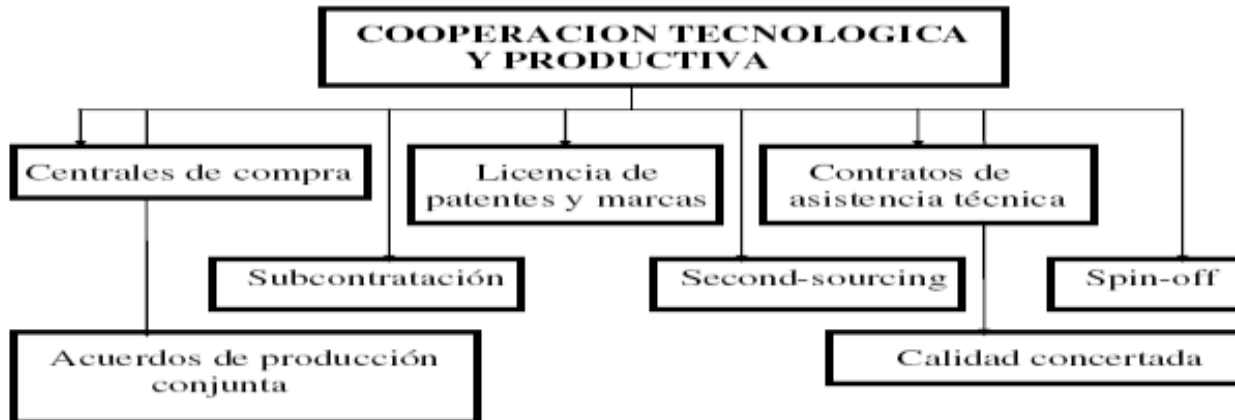 COOPERACION TECNOLOGICA
Y PRODUCTIVA
Centrales de compra
Licencia de
patentes y marcas
Contratos de
asistencia técnica
Subcontratación
Second-sourcing
Spin-off
Acuerdos de producción
conjunta
Calidad concertada